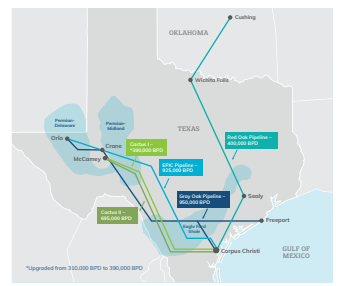 Cushing
OKLAHOMA
Wichita Falls
Permian-
Delaware
Permian-
Midland
TEXAS
Orla
Crane
McCamey
Cactus I –
*390,000 BPD
Red Oak Pipeline –
400,000 BPD
EPIC Pipeline –
925,000 BPD
Gray Oak Pipeline –
850,000 BPD
Sealy
Cactus II –
695,000 BPD
Freeport
Eagle Ford
Shale
Corpus Christi
GULF OF
MEXICO
*Upgraded from 310,000 BPD to 390,000 BPD